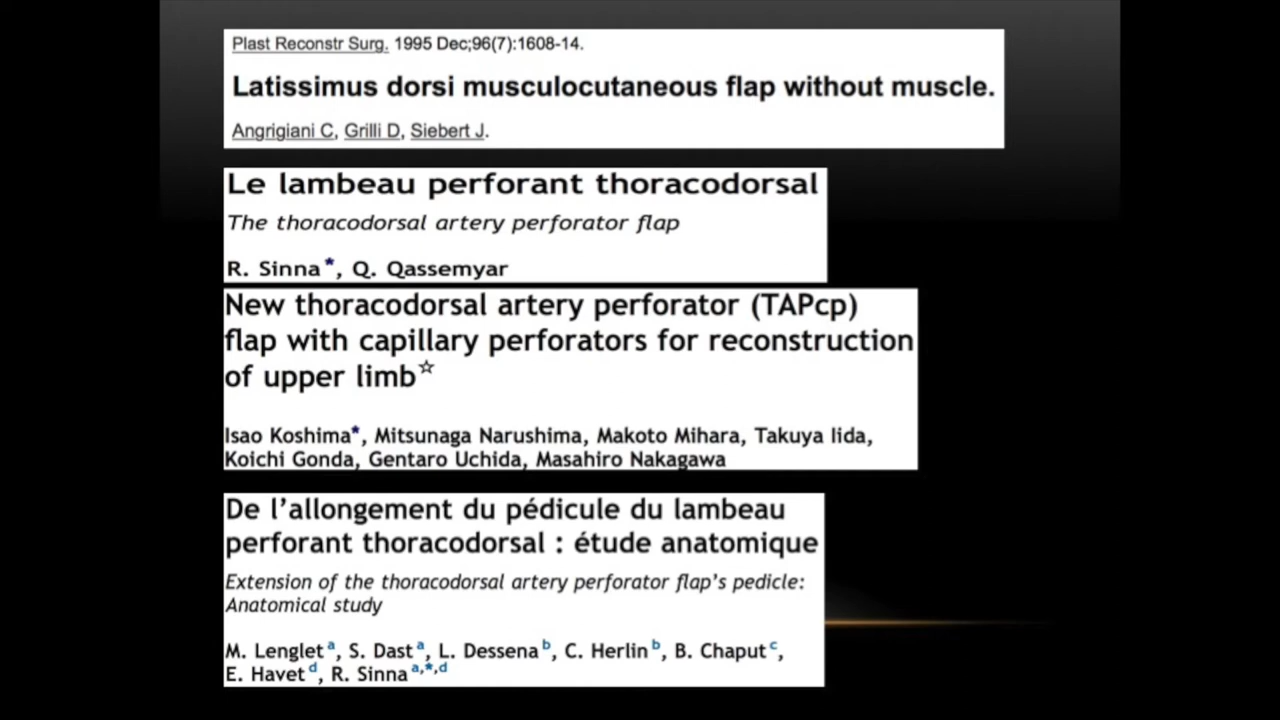 Plast Reconstr Surg. 1995 Dec;96(7):1608-14.
Latissimus dorsi musculocutaneous flap without muscle.
Angrigiani C, Grilli D, Siebert J.
Le lambeau perforant thoracodorsal
The thoracodorsal artery perforator flap
R. Sinna*, Q. Qassemyar
New thoracodorsal artery perforator (TAPcp)
flap with capillary perforators for reconstruction
of upper limb☆
Isao Koshima*, Mitsunaga Narushima, Makoto Mihara, Takuya Iida,
Koichi Gonda, Gentaro Uchida, Masahiro Nakagawa
De l’allongement du pédicule du lambeau
perforant thoracodorsal : étude anatomique
Extension of the thoracodorsal artery perforator flap’s pedicle:
Anatomical study
M. Lenglet a, S. Dast a, L. Dessena b, C. Herlin b, B. Chaput c,
E. Havet d, R. Sinna a,*,d